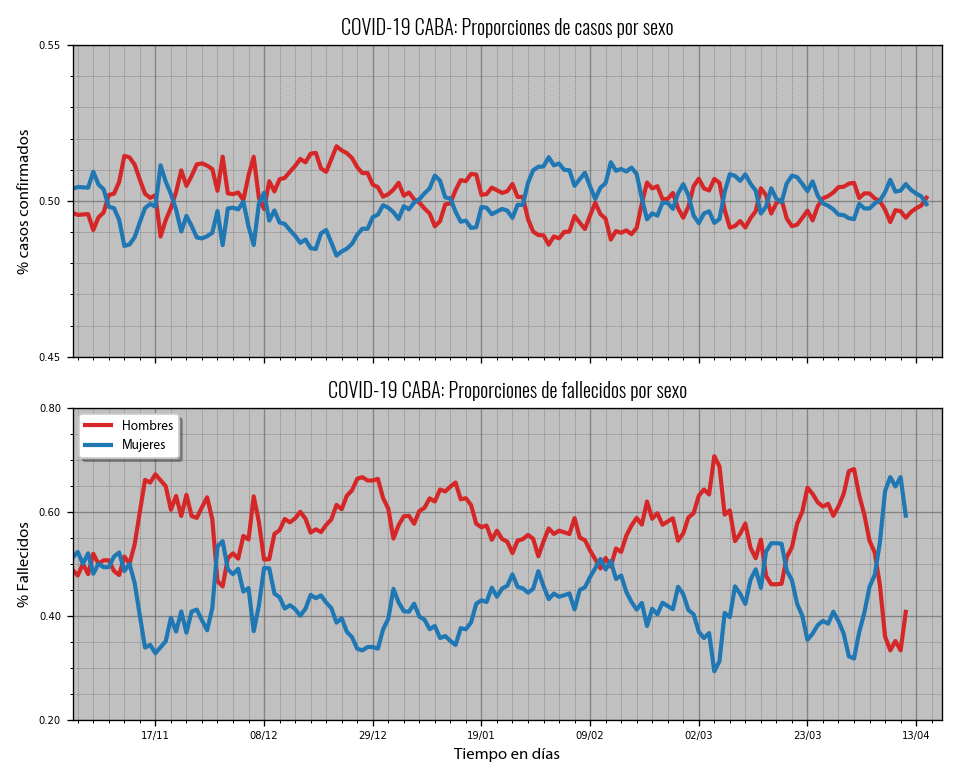 COVID-19 CABA: Proporciones de casos por sexo
0.55
0.50
0.45
% casos confirmados
COVID-19 CABA: Proporciones de fallecidos por sexo
0.80
0.60
0.40
0.20
% Fallecidos
Hombres
Mujeres
17/11 08/12 29/12 19/01 09/02 02/03 23/03 13/04
Tiempo en días